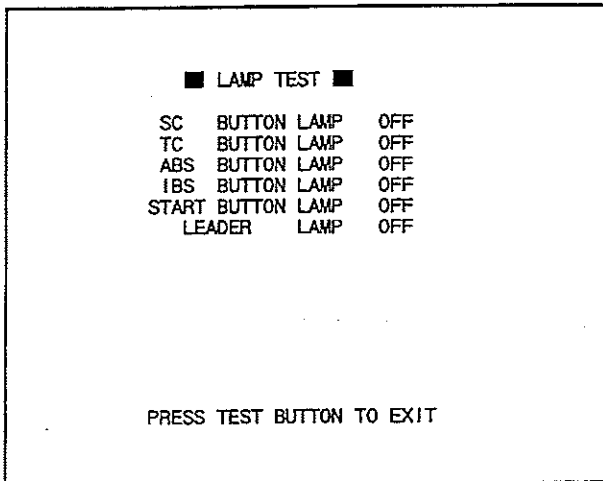 ■ LAMP TEST ■
SC BUTTON LAMP OFF
TC BUTTON LAMP OFF
ABS BUTTON LAMP OFF
IBS BUTTON LAMP OFF
START BUTTON LAMP OFF
LEADER LAMP OFF
PRESS TEST BUTTON TO EXIT